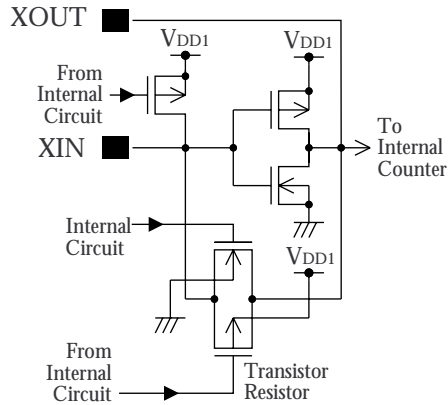 XOUT
VDD1
VDD1
From
Internal
Circuit
To
Internal
Counter
XIN
Internal
Circuit
VDD1
From
Internal
Circuit
Transistor
Resistor